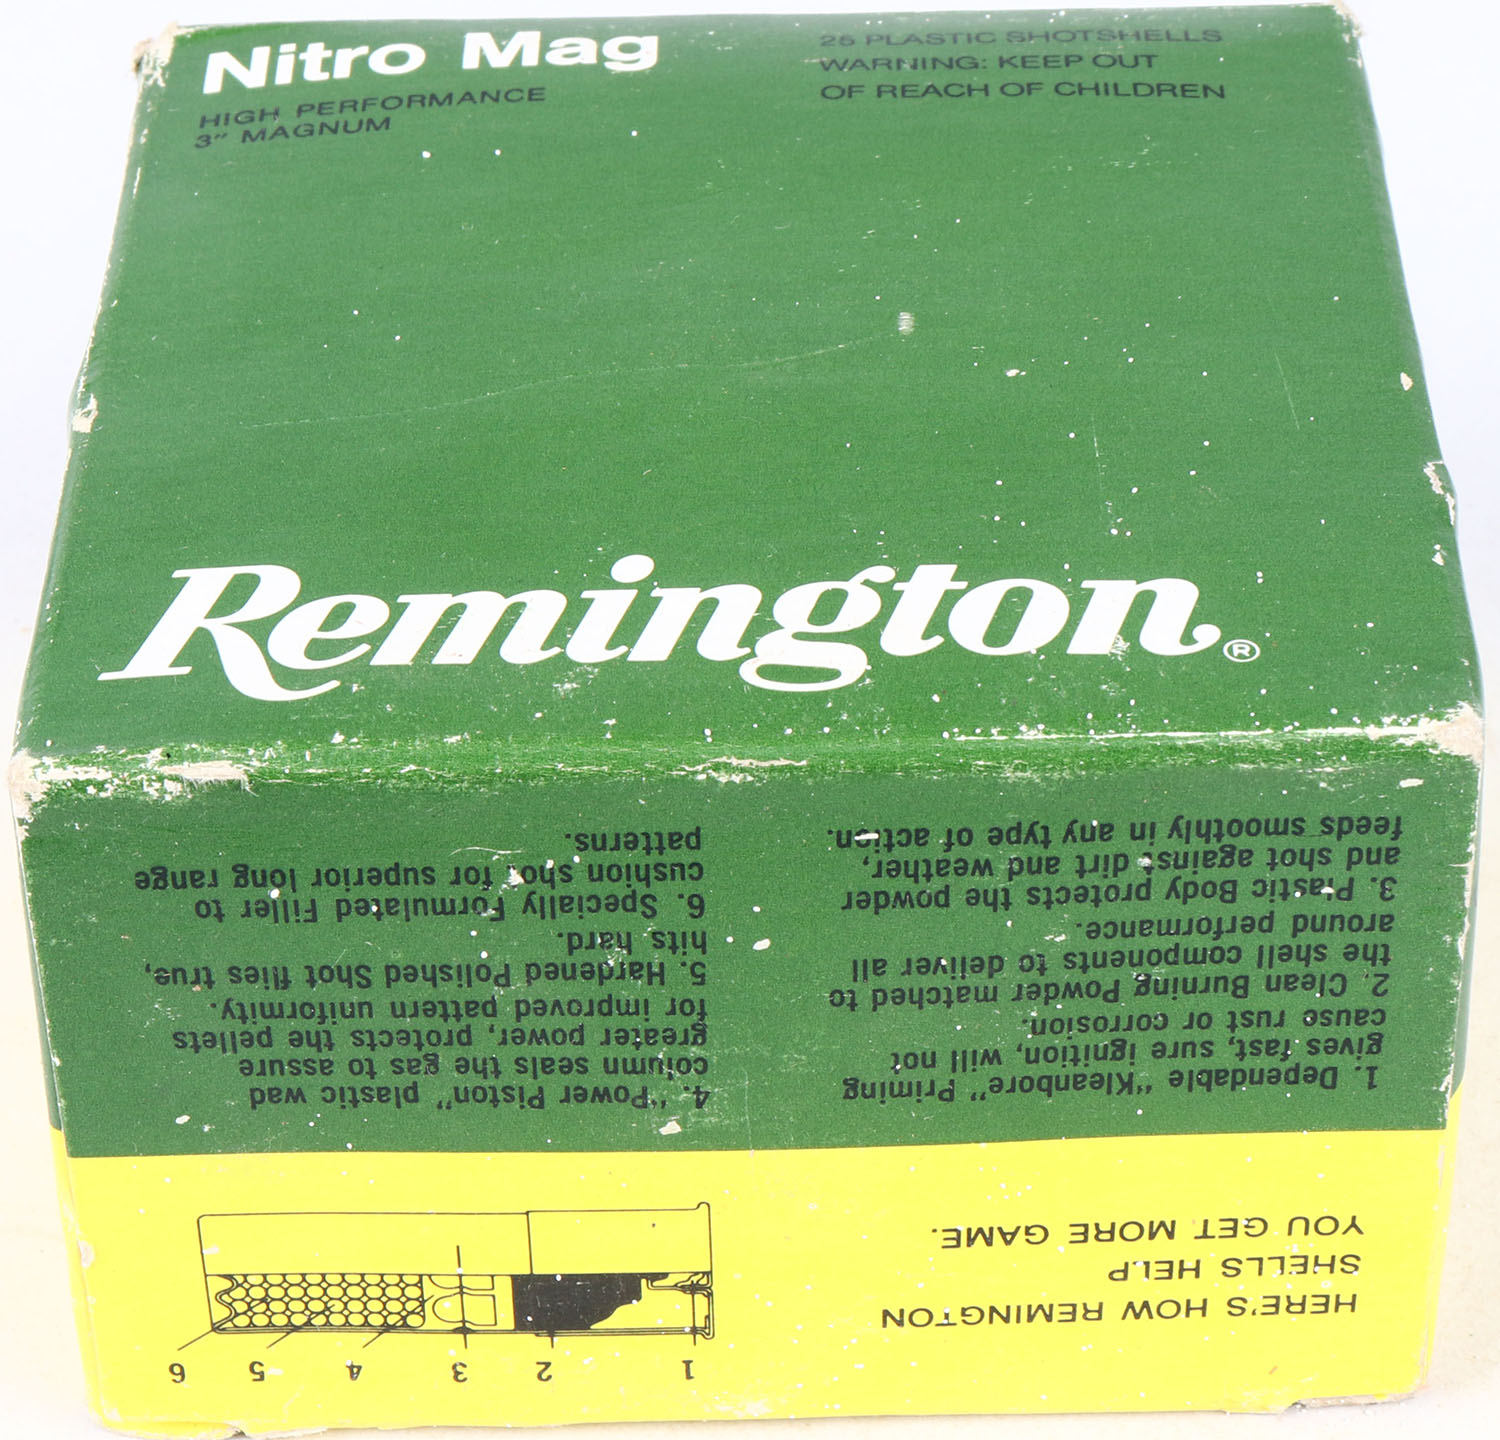 Nitro Mag
HIGH PERFORMANCE
3" MAGNUM
25 PLASTIC SHOTSHELLS
WARNING: KEEP OUT
OF REACH OF CHILDREN
Remington®
HERE'S HOW REMINGTON
SHELLS HELP
YOU GET MORE GAME.
1 2 3 4 5 6
1. Dependable "Kleanbore" Priming
gives fast, sure ignition, will not
cause rust or corrosion.
2. Clean Burning Powder matched to
the shell components to deliver all
around performance.
3. Plastic Body protects the powder
and shot against dirt and weather,
feeds smoothly in any type of action.
4. "Power Piston" plastic wad
column seals the gas to assure
greater power, protects the pellets
for improved pattern uniformity.
5. Hardened Polished Shot flies true,
hits hard.
6. Specially Formulated Filler to
cushion shot for superior long range
patterns.